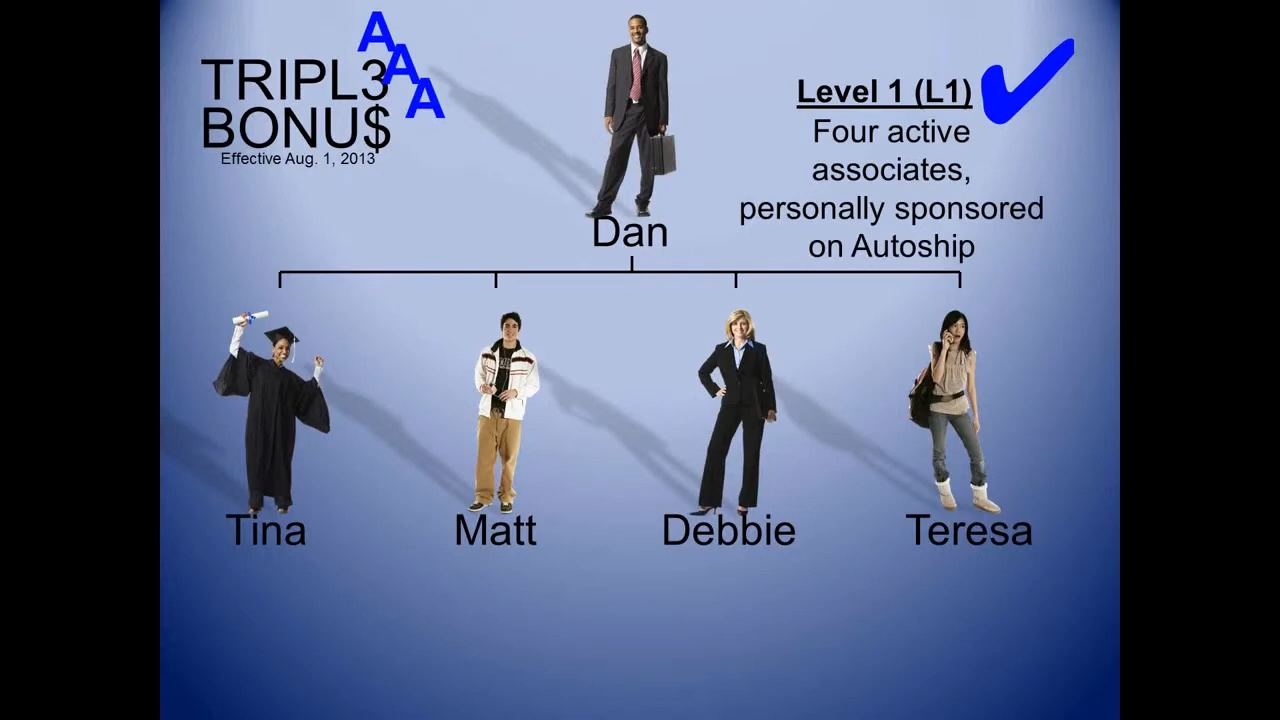 A
A
A
TRIPL3
BONU$
Effective Aug. 1, 2013
Level 1 (L1)
Four active
associates,
personally sponsored
on Autoship
Dan
Tina
Matt
Debbie
Teresa